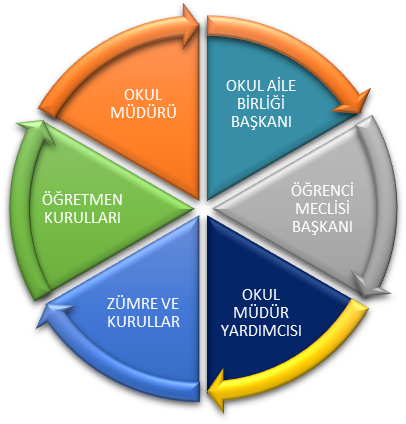 OKUL
MÜDÜRÜ
OKUL AİLE
BİRLİĞİ
BAŞKANI
ÖĞRENCİ
MECLİSİ
BAŞKANI
OKUL
MÜDÜR
YARDIMCISI
ZÜMRE VE
KURULLAR
ÖĞRETMEN
KURULLARI